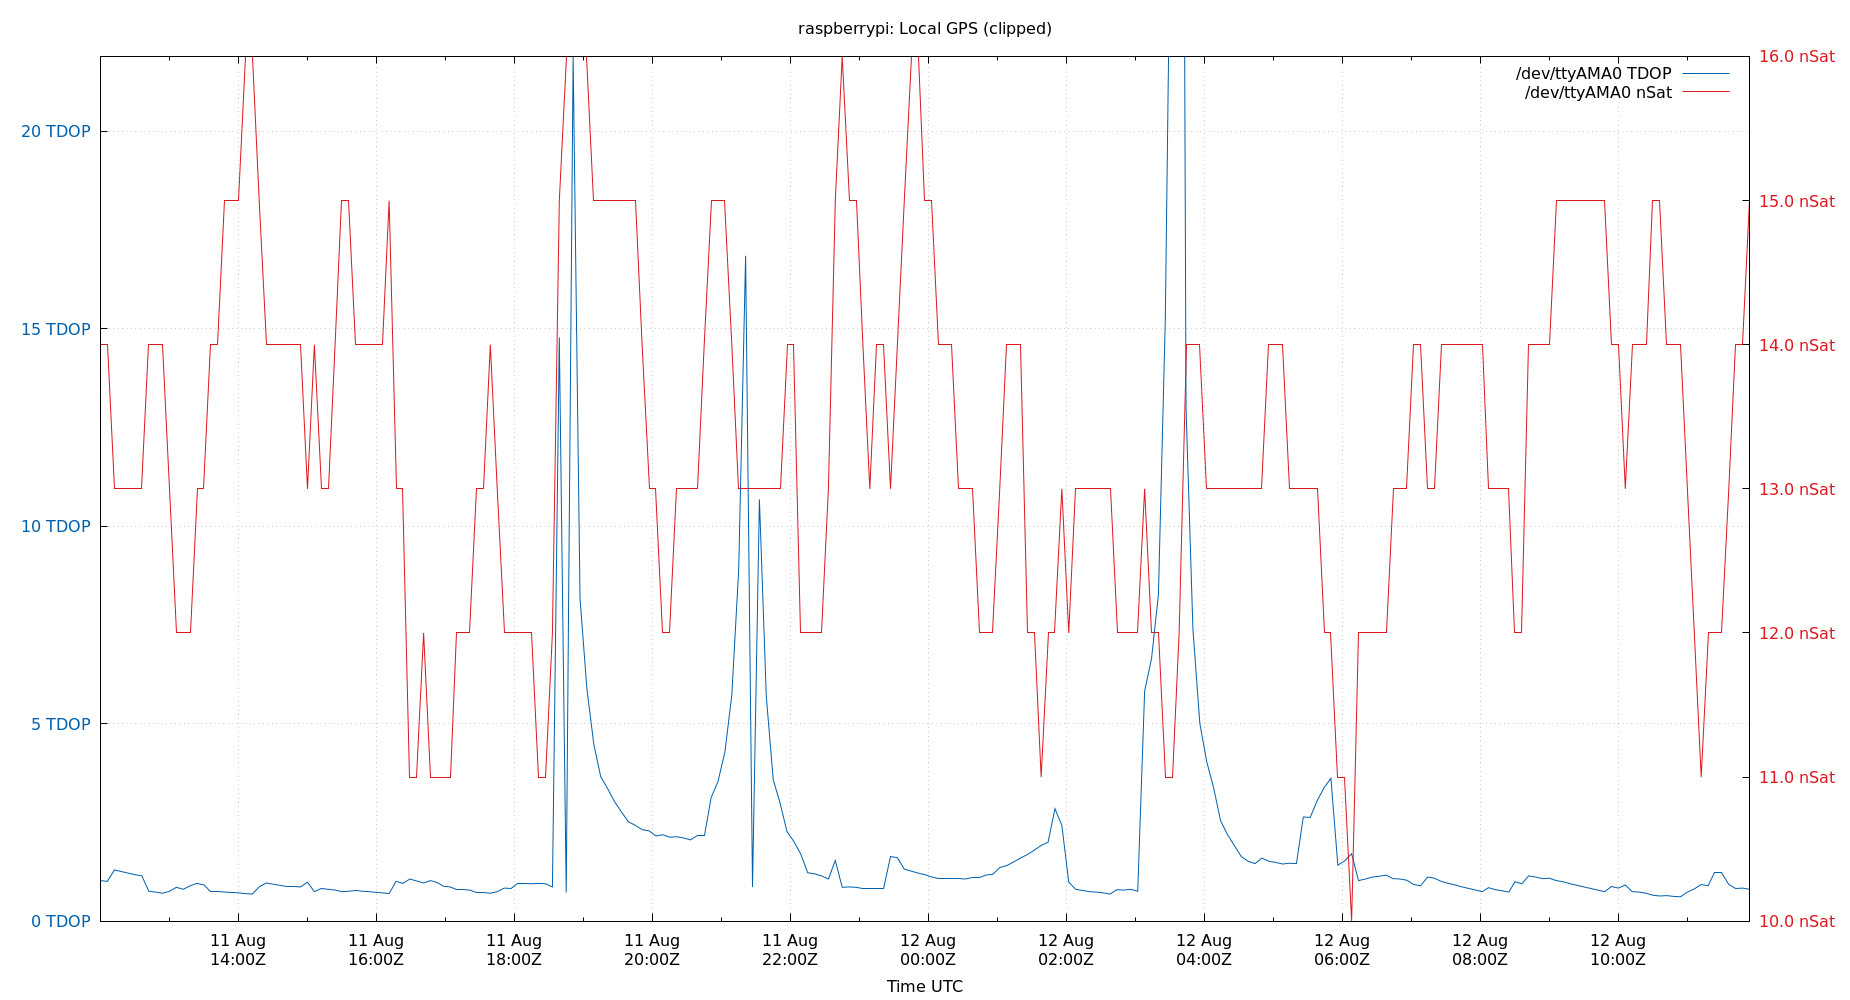 raspberrypi: Local GPS (clipped)
16.0 nSat
/dev/ttyAMA0 TDOP
/dev/ttyAMA0 nSat
20 TDOP
15.0 nSat
15 TDOP
14.0 nSat
13.0 nSat
10 TDOP
12.0 nSat
5 TDOP
11.0 nSat
0 TDOP
10.0 nSat
11 Aug 11 Aug 11 Aug 11 Aug 11 Aug 12 Aug 12 Aug 12 Aug 12 Aug 12 Aug 12 Aug
14:00Z 16:00Z 18:00Z 20:00Z 22:00Z 00:00Z 02:00Z 04:00Z 06:00Z 08:00Z 10:00Z
Time UTC